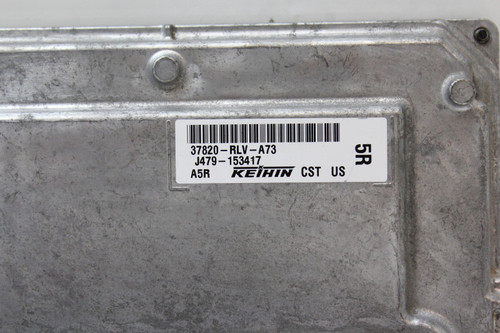 37820-RLV-A73
J479-153417
A5R KEIHIN CST US
5R